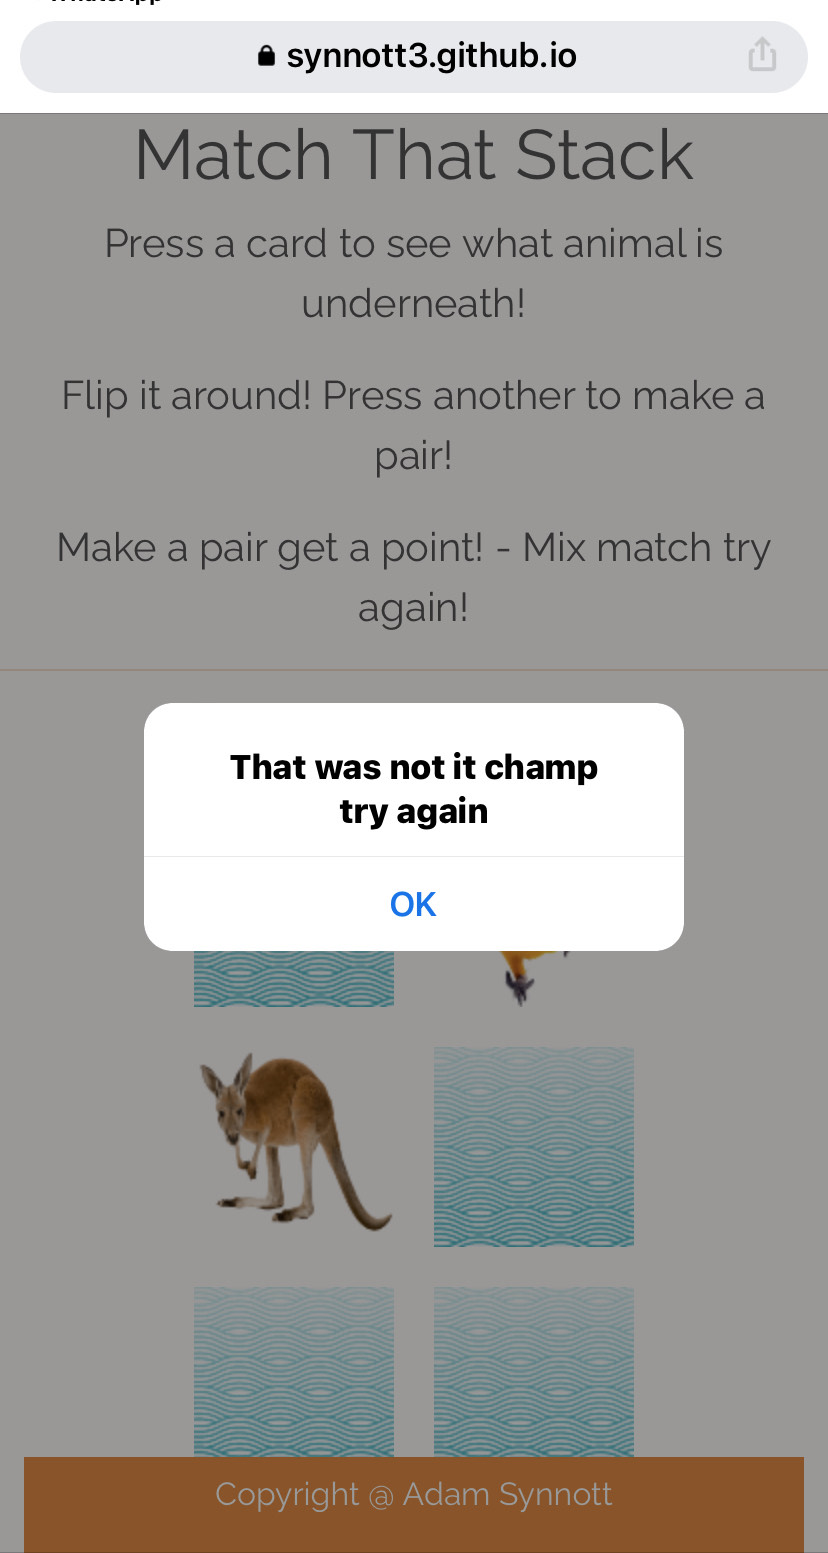 synnott3.github.io
Match That Stack
Press a card to see what animal is
underneath!
Flip it around! Press another to make a
pair!
Make a pair get a point! - Mix match try
again!
That was not it champ
try again
OK
Copyright @ Adam Synnott